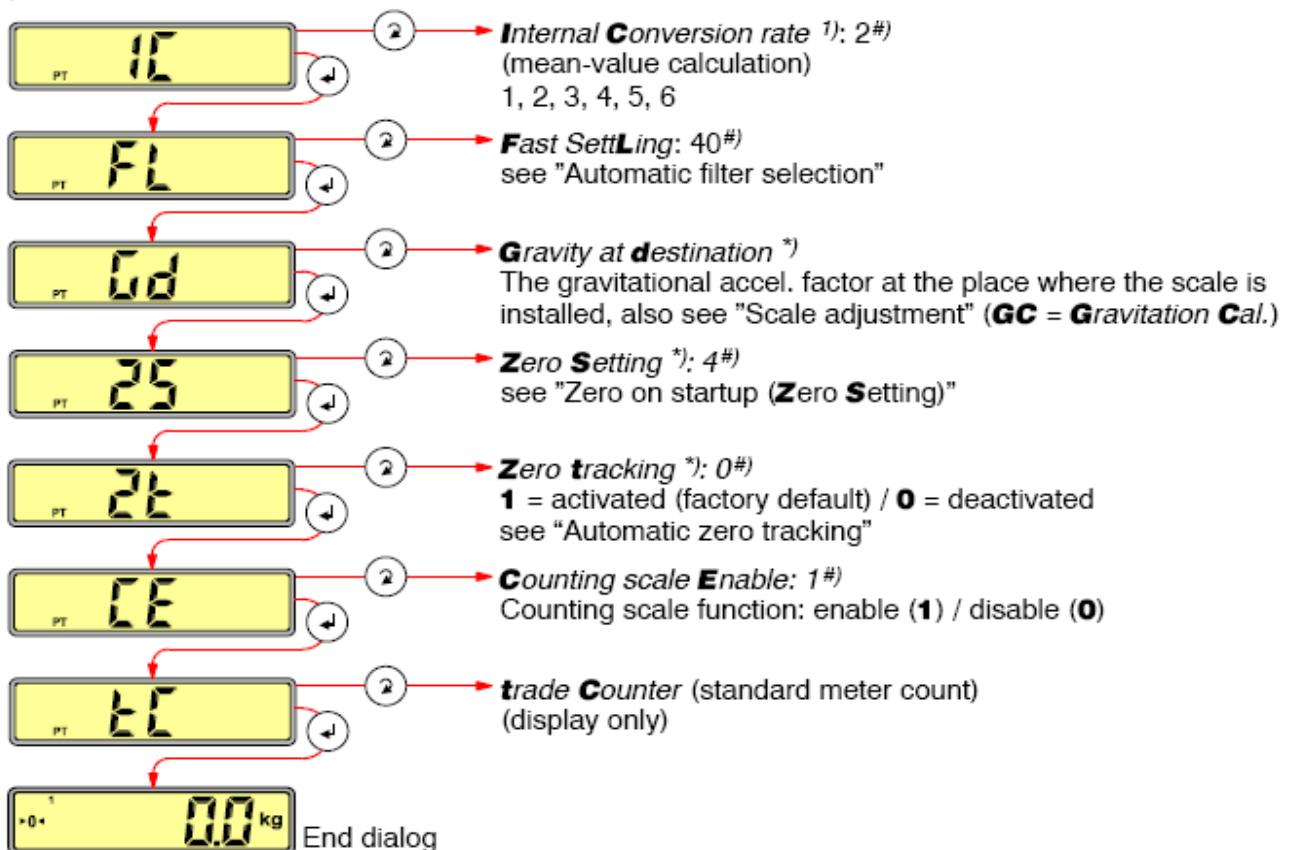 PT 1C
Internal Conversion rate 1): 2#)
(mean-value calculation)
1, 2, 3, 4, 5, 6
PT FL
Fast SettLing: 40#)
see ”Automatic filter selection”
PT Gd
Gravity at destination *)
The gravitational accel. factor at the place where the scale is
installed, also see ”Scale adjustment” (GC = Gravitation Cal.)
PT 2S
Zero Setting *): 4#)
see ”Zero on startup (Zero Setting)”
PT 2t
Zero tracking *): 0#)
1 = activated (factory default) / 0 = deactivated
see “Automatic zero tracking”
PT CE
Counting scale Enable: 1#)
Counting scale function: enable (1) / disable (0)
PT tC
trade Counter (standard meter count)
(display only)
1
▸0◂ 0.0 kg End dialog